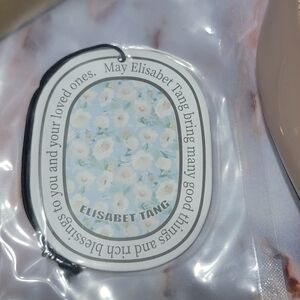 May Elisabet Tang bring many good things and rich blessings to you and your loved ones.
ELISABET TANG